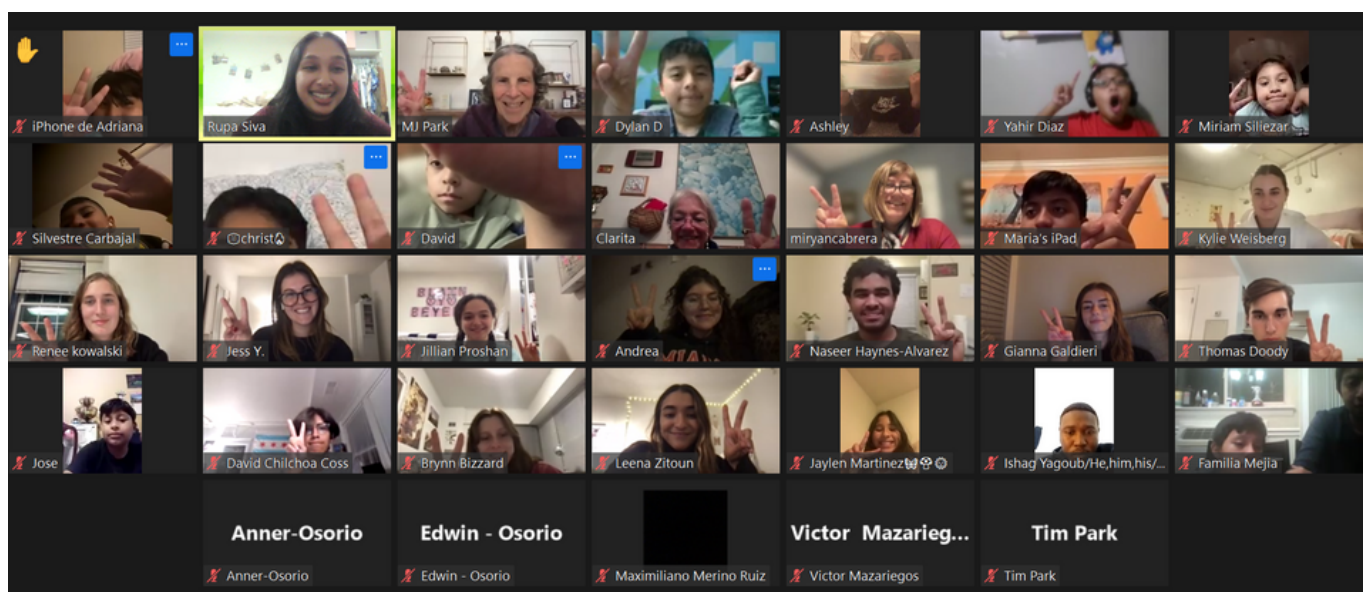 iPhone de Adriana
Rupa Siva
MJ Park
Dylan D
Ashley
Yahir Diaz
Miriam Siliezar
Silvestre Carbajal
christ
David
Clarita
miryancabrera
Maria's iPad
Kylie Weisberg
Renee kowalski
Jess Y.
Jillian Proshan
Andrea
Naseer Haynes-Alvarez
Gianna Galdieri
Thomas Doody
Jose
David Chilchoa Coss
Brynn Bizzard
Leena Zitoun
Jaylen Martinez
Ishag Yagoub/He,him,his/...
Familia Mejia
Anner-Osorio
Edwin - Osorio
Victor Mazarieg...
Tim Park
Anner-Osorio
Edwin - Osorio
Maximiliano Merino Ruiz
Victor Mazariegos
Tim Park